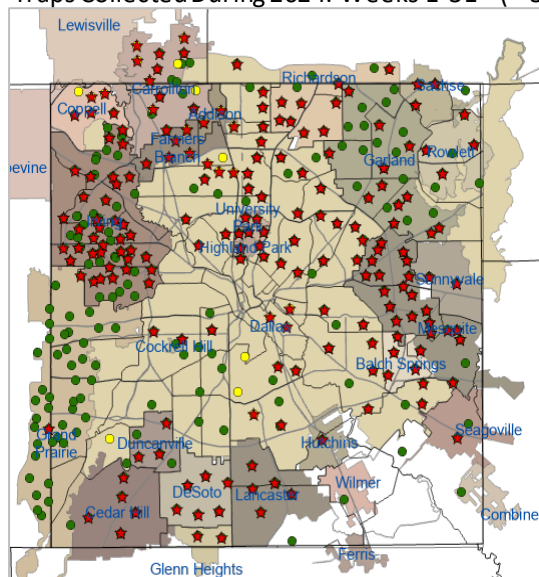 Traps Collected During 2024: Weeks 1-51
Lewisville
Richardson
Sachse
Coppell
Carrollton
Addison
Farmers
Branch
Garland
Rowlett
Irving
University
Park
Highland Park
Sunnyvale
Dallas
Mesquite
Cockrell Hill
Balch Springs
Grand
Prairie
Duncanville
Hutchins
Seagoville
DeSoto
Lancaster
Wilmer
Cedar Hill
Combine
Ferris
Glenn Heights